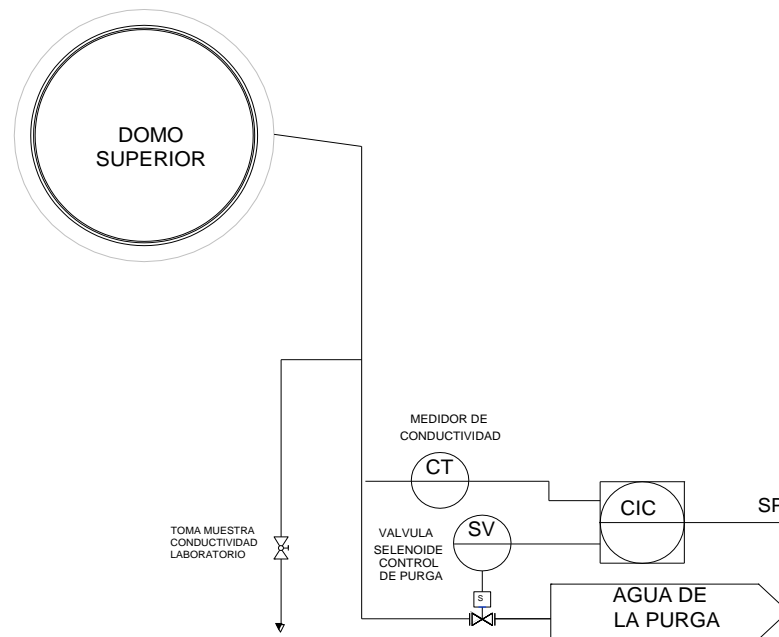 DOMO
SUPERIOR
MEDIDOR DE
CONDUCTIVIDAD
CT
CIC
SP
TOMA MUESTRA
CONDUCTIVIDAD
LABORATORIO
VALVULA
SELENOIDE
CONTROL
DE PURGA
SV
S
AGUA DE
LA PURGA